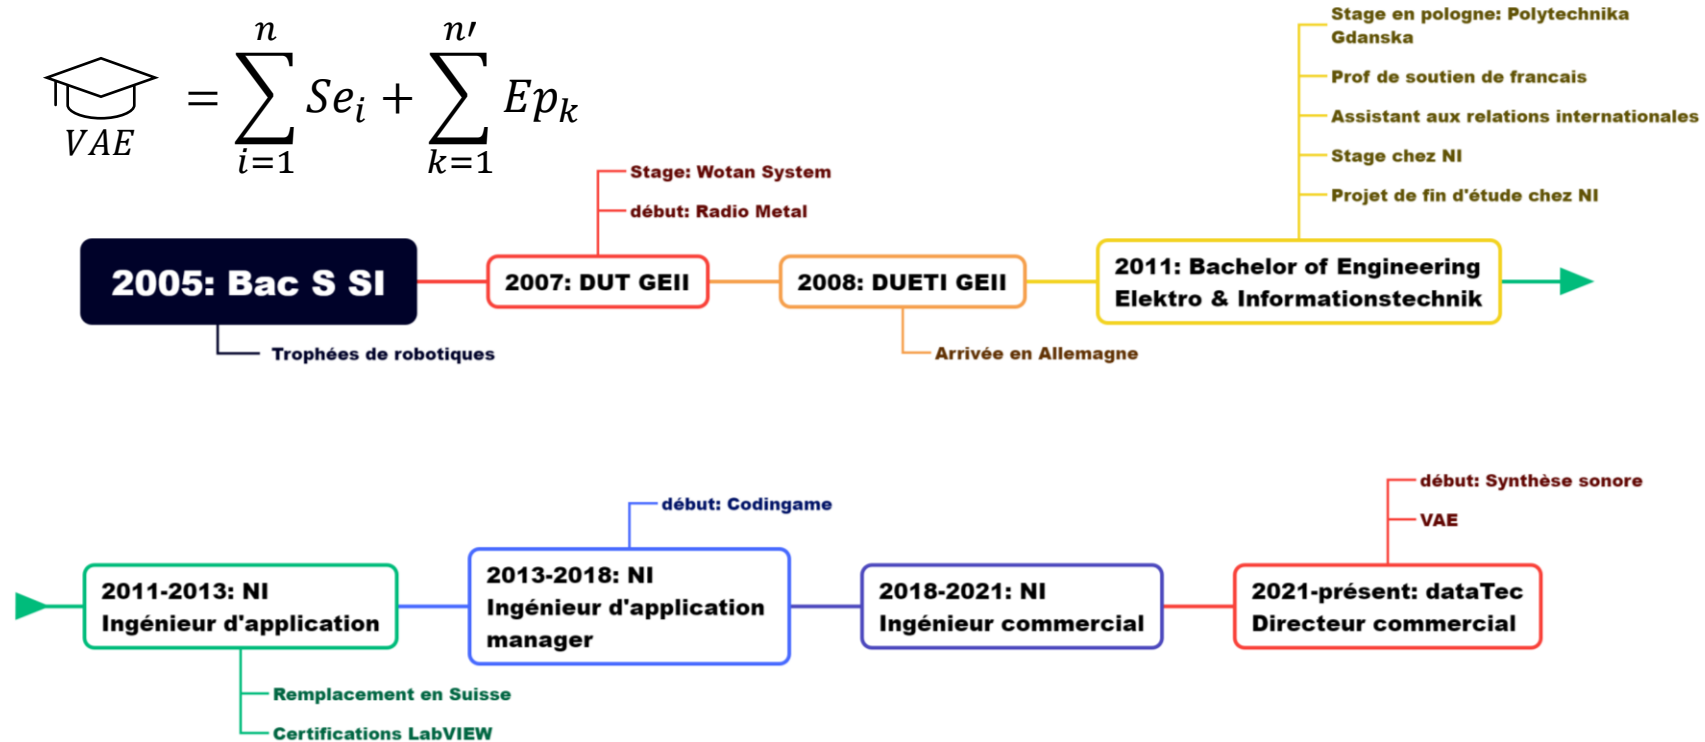 VAE = \sum_{i=1}^{n} Se_i + \sum_{k=1}^{n'} Ep_k
Stage en pologne: Polytechnika
Gdanska
Prof de soutien de francais
Assistant aux relations internationales
Stage chez NI
Projet de fin d'étude chez NI
Stage: Wotan System
début: Radio Metal
2005: Bac S SI
2007: DUT GEII
2008: DUETI GEII
2011: Bachelor of Engineering
Elektro & Informationstechnik
Trophées de robotiques
Arrivée en Allemagne
début: Codingame
début: Synthèse sonore
VAE
2011-2013: NI
Ingénieur d'application
2013-2018: NI
Ingénieur d'application
manager
2018-2021: NI
Ingénieur commercial
2021-présent: dataTec
Directeur commercial
Remplacement en Suisse
Certifications LabVIEW